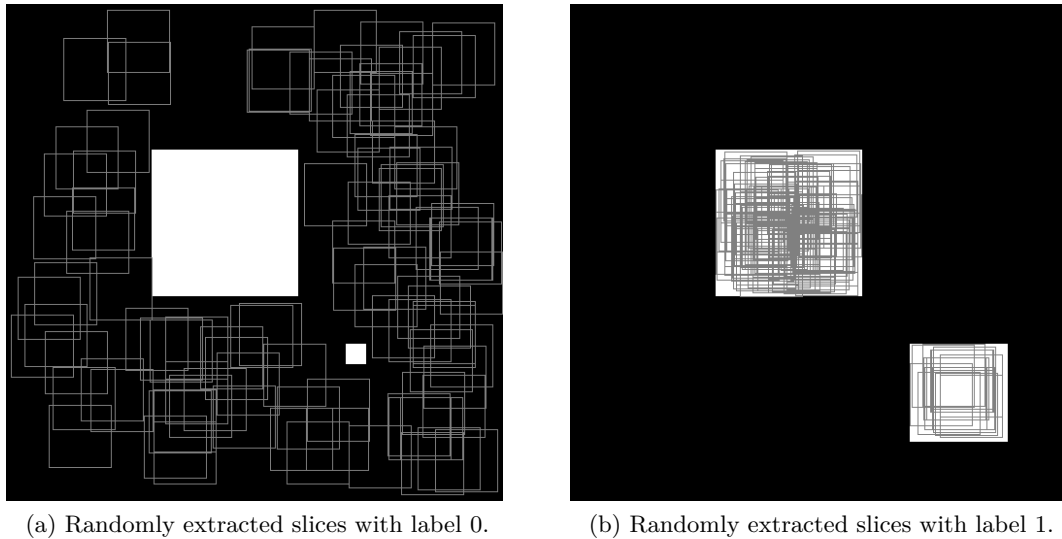 (a) Randomly extracted slices with label 0.
(b) Randomly extracted slices with label 1.